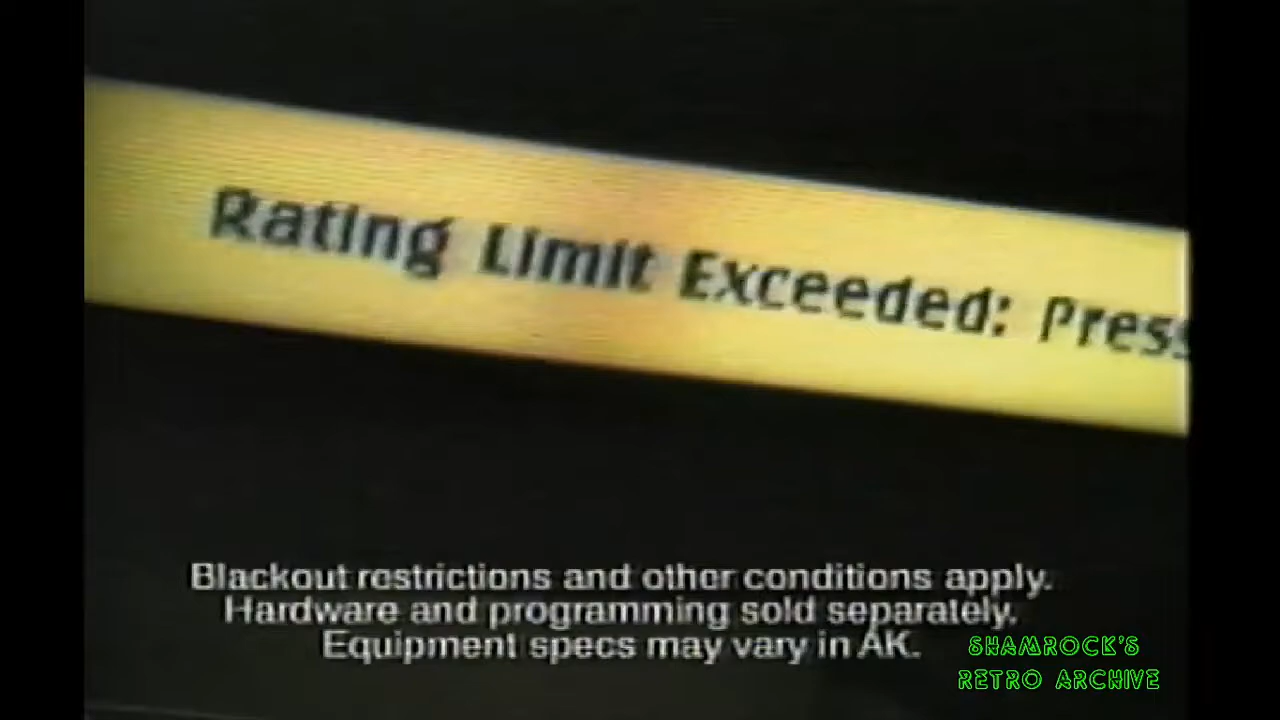 Rating Limit Exceeded: Press
Blackout restrictions and other conditions apply.
Hardware and programming sold separately.
Equipment specs may vary in AK.
SHAMROCK'S
RETRO ARCHIVE